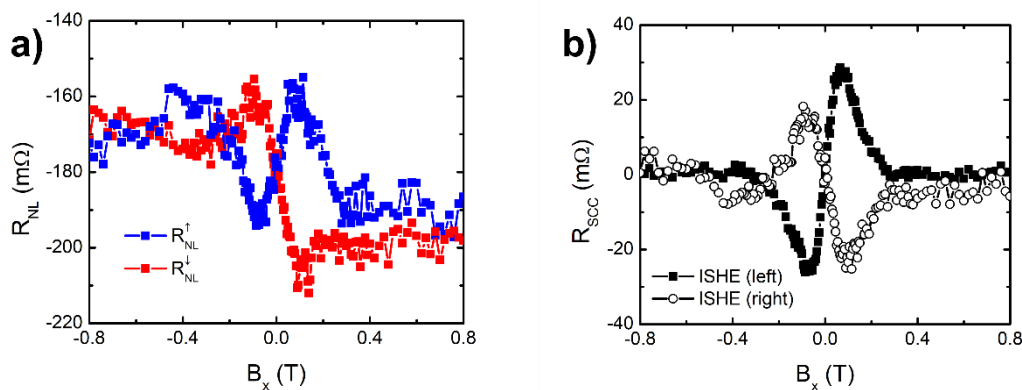 a)
-140
-160
-180
-200
-220
R_NL (mΩ)
R_NL^↑
R_NL^↓
-0.8 -0.4 0.0 0.4 0.8
B_x (T)
b)
40
20
0
-20
-40
R_SCC (mΩ)
ISHE (left)
ISHE (right)
-0.8 -0.4 0.0 0.4 0.8
B_x (T)